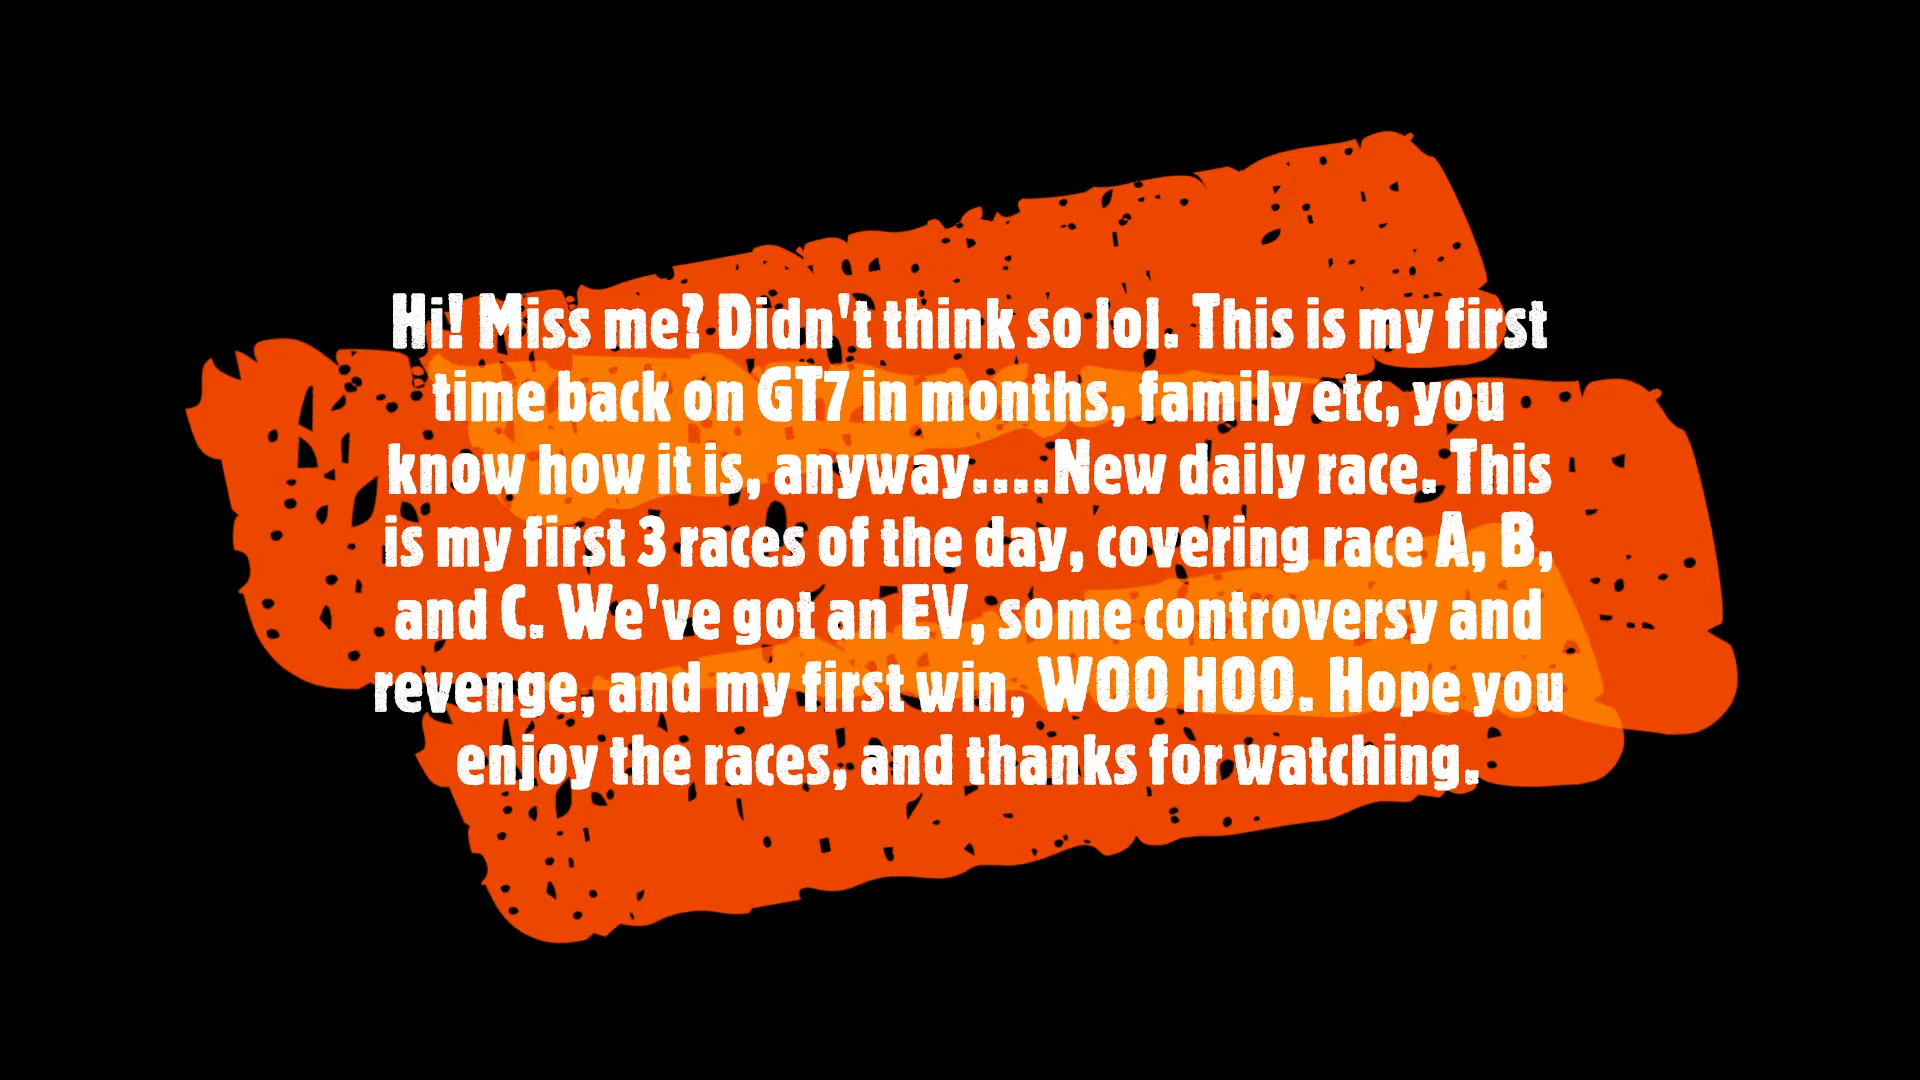 Hi! Miss me? Didn't think so lol. This is my first
time back on GT7 in months, family etc, you
know how it is, anyway....New daily race. This
is my first 3 races of the day, covering race A, B,
and C. We've got an EV, some controversy and
revenge, and my first win, WOO HOO. Hope you
enjoy the races, and thanks for watching.